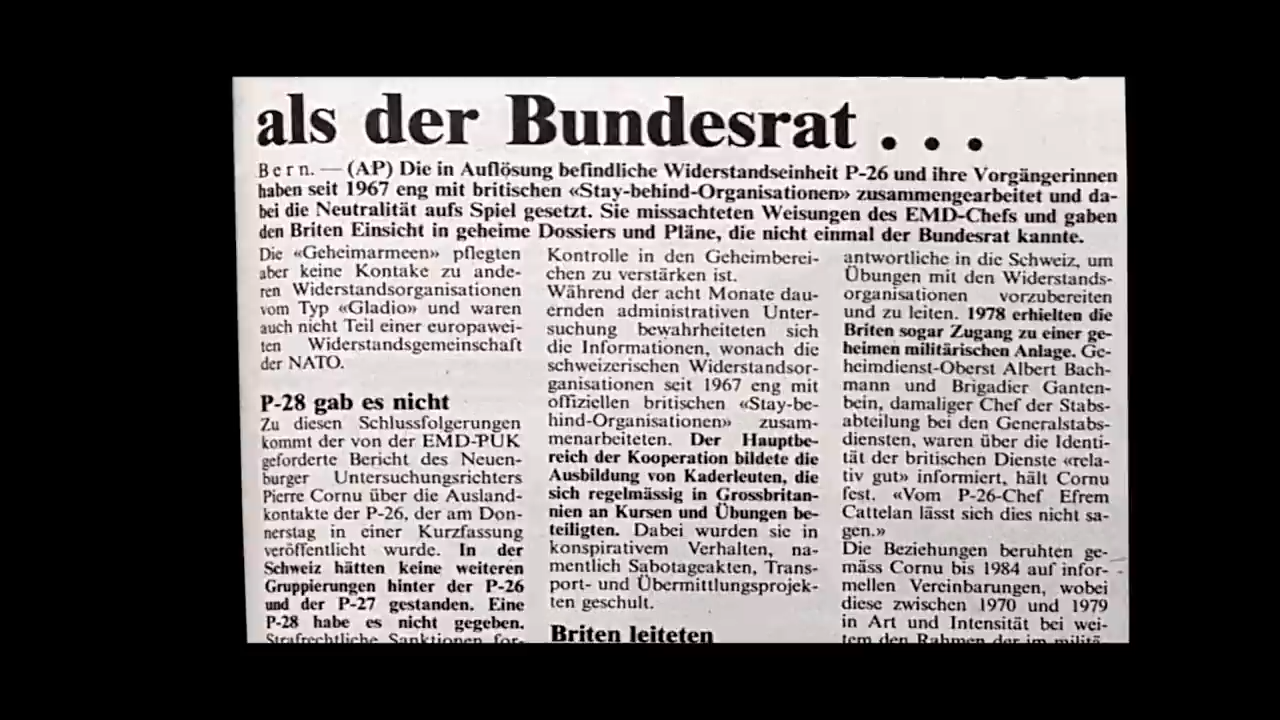 als der Bundesrat . . .
Bern. — (AP) Die in Auflösung befindliche Widerstandseinheit P-26 und ihre Vorgängerinnen
haben seit 1967 eng mit britischen «Stay-behind-Organisationen» zusammengearbeitet und da-
bei die Neutralität aufs Spiel gesetzt. Sie missachteten Weisungen des EMD-Chefs und gaben
den Briten Einsicht in geheime Dossiers und Pläne, die nicht einmal der Bundesrat kannte.
Die «Geheimarmeen» pflegten
aber keine Kontake zu ande-
ren Widerstandsorganisationen
vom Typ «Gladio» und waren
auch nicht Teil einer europawei-
ten Widerstandsgemeinschaft
der NATO.
P-28 gab es nicht
Zu diesen Schlussfolgerungen
kommt der von der EMD-PUK
geforderte Bericht des Neuen-
burger Untersuchungsrichters
Pierre Cornu über die Ausland-
kontakte der P-26, der am Don-
nerstag in einer Kurzfassung
veröffentlicht wurde. In der
Schweiz hätten keine weiteren
Gruppierungen hinter der P-26
und der P-27 gestanden. Eine
P-28 habe es nicht gegeben.
Strafrechtliche Sanktionen for-
Kontrolle in den Geheimberei-
chen zu verstärken ist.
Während der acht Monate dau-
ernden administrativen Unter-
suchung bewahrheiteten sich
die Informationen, wonach die
schweizerischen Widerstandsor-
ganisationen seit 1967 eng mit
offiziellen britischen «Stay-be-
hind-Organisationen» zusam-
menarbeiteten. Der Hauptbe-
reich der Kooperation bildete die
Ausbildung von Kaderleuten, die
sich regelmässig in Grossbritan-
nien an Kursen und Übungen be-
teiligten. Dabei wurden sie in
konspirativem Verhalten, na-
mentlich Sabotageakten, Trans-
port- und Übermittlungsprojek-
ten geschult.
Briten leiteten
antwortliche in die Schweiz, um
Übungen mit den Widerstands-
organisationen vorzubereiten
und zu leiten. 1978 erhielten die
Briten sogar Zugang zu einer ge-
heimen militärischen Anlage. Ge-
heimdienst-Oberst Albert Bach-
mann und Brigadier Ganten-
bein, damaliger Chef der Stabs-
abteilung bei den Generalstabs-
diensten, waren über die Identi-
tät der britischen Dienste «rela-
tiv gut» informiert, hält Cornu
fest. «Vom P-26-Chef Efrem
Cattelan lässt sich dies nicht sa-
gen.»
Die Beziehungen beruhten ge-
mäss Cornu bis 1984 auf infor-
mellen Vereinbarungen, wobei
diese zwischen 1970 und 1979
in Art und Intensität bei wei-
tem den Rahmen der im militä-